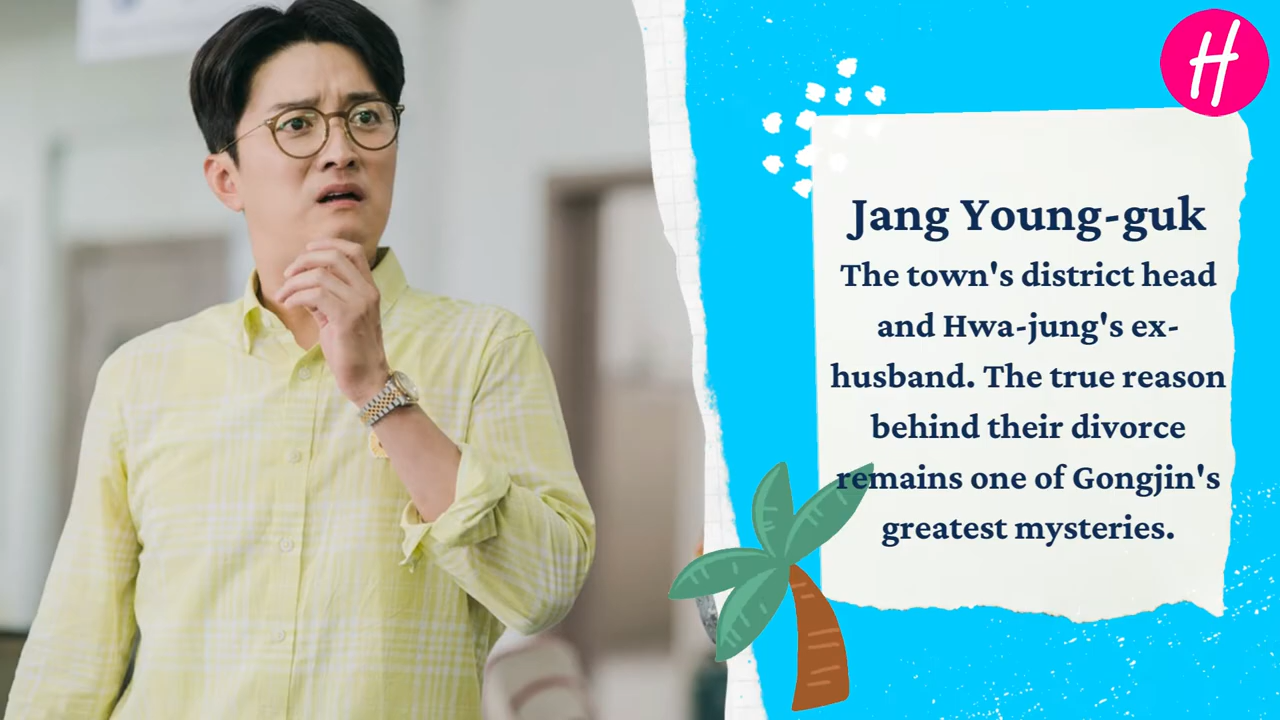 H
Jang Young-guk
The town's district head
and Hwa-jung's ex-
husband. The true reason
behind their divorce
remains one of Gongjin's
greatest mysteries.